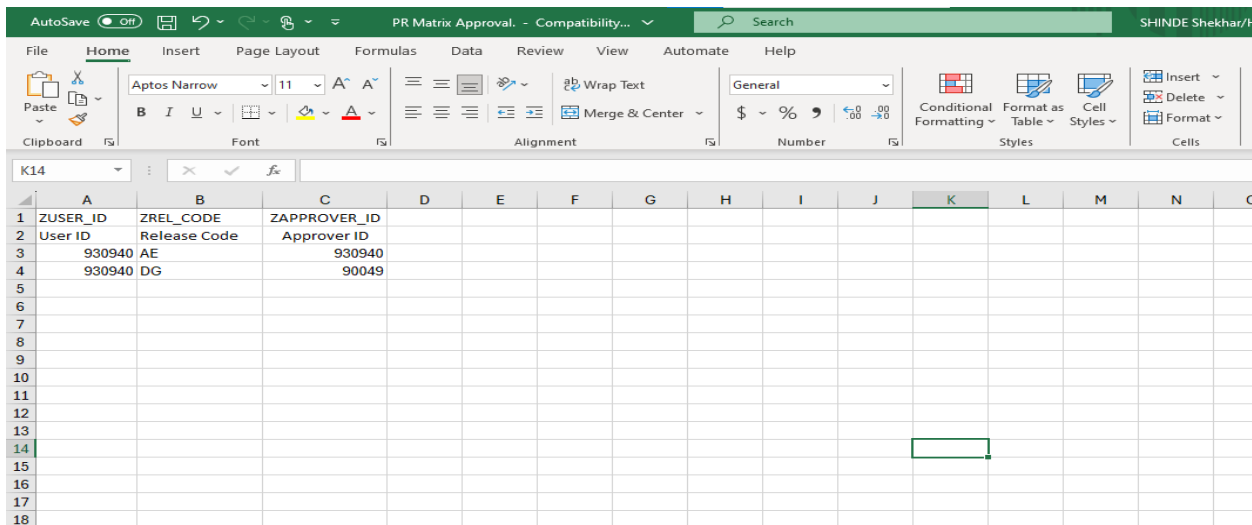 AutoSave Off PR Matrix Approval. - Compatibility... Search SHINDE Shekhar/H
File Home Insert Page Layout Formulas Data Review View Automate Help
Paste
Aptos Narrow 11 A^ A˅
B I U A
ab Wrap Text
Merge & Center
General
$ % 9 .00
Conditional Formatting
Format as Table
Cell Styles
Insert
Delete
Format
Clipboard Font Alignment Number Styles Cells
K14 fx
A B C D E F G H I J K L M N
1 ZUSER_ID ZREL_CODE ZAPPROVER_ID
2 User ID Release Code Approver ID
3 930940 AE 930940
4 930940 DG 90049
5
6
7
8
9
10
11
12
13
14
15
16
17
18